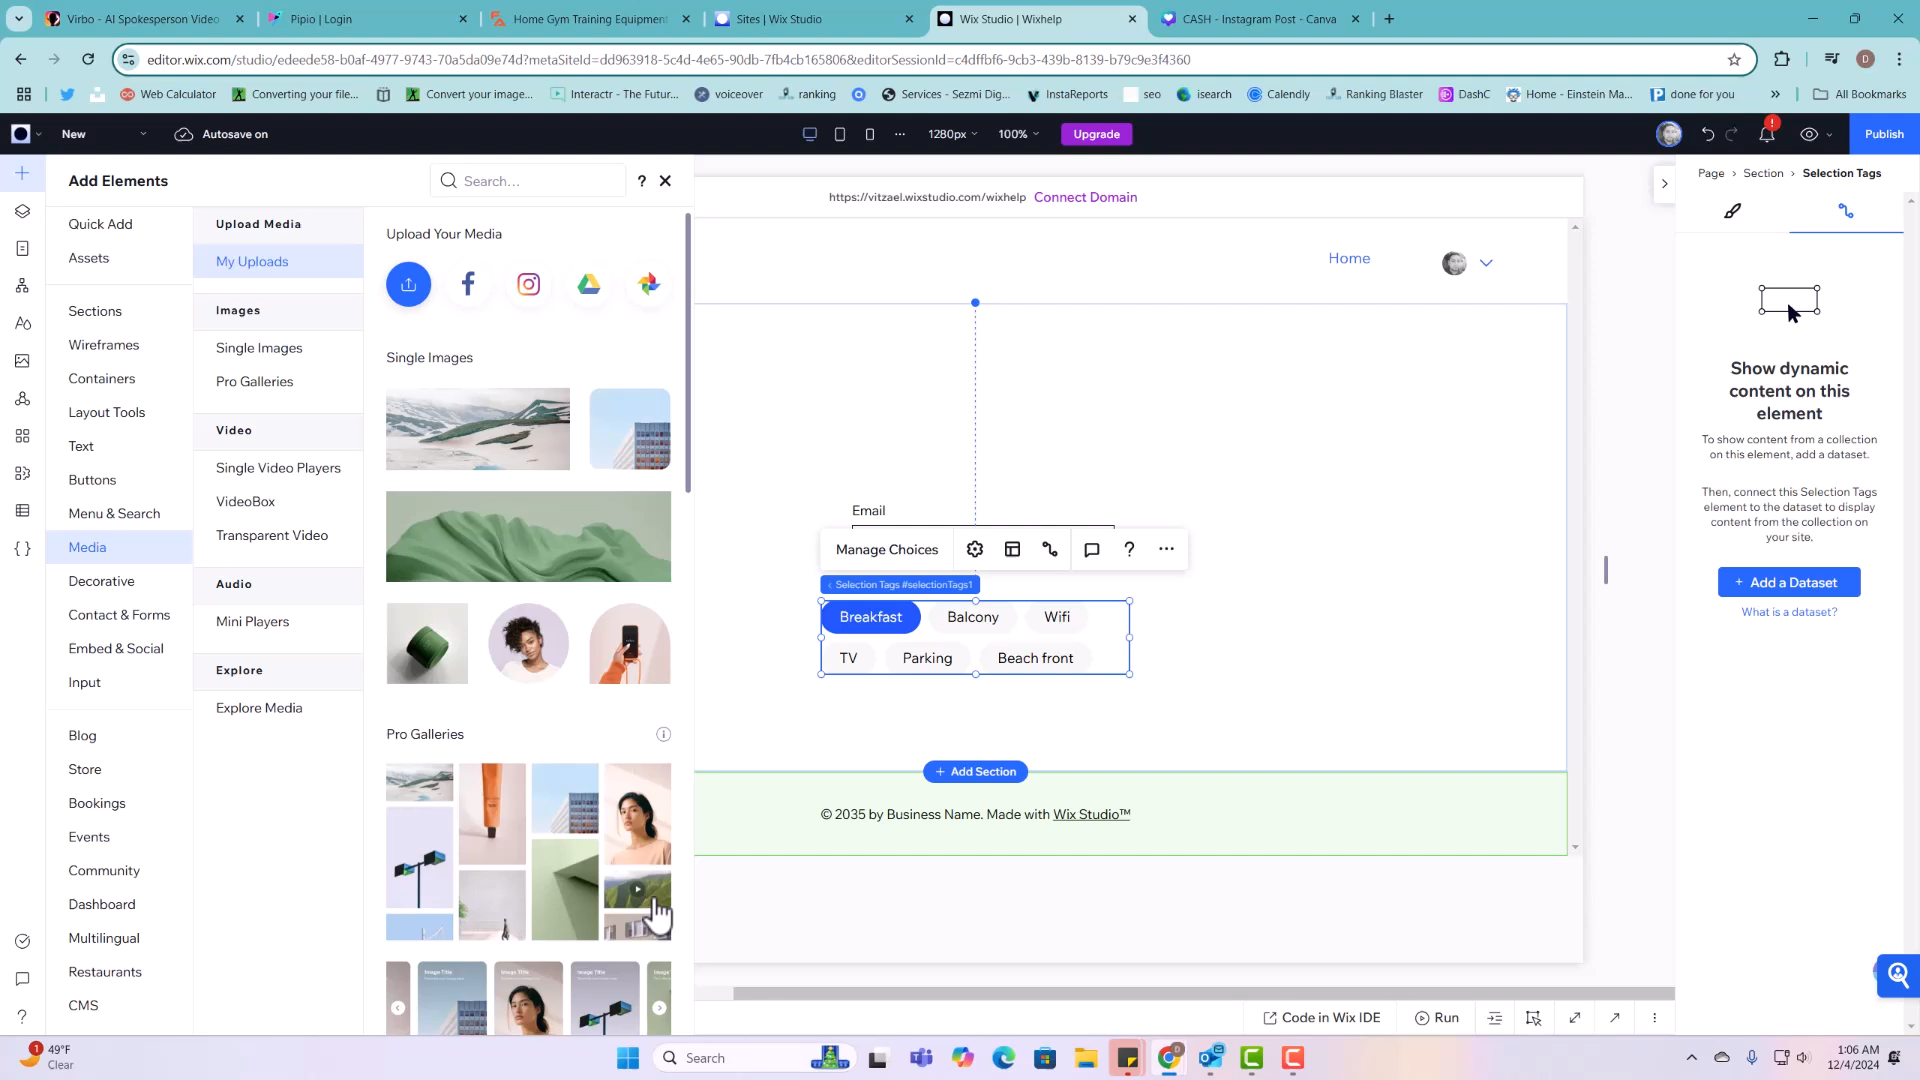 Virbo - AI Spokesperson Video
Pipio | Login
Home Gym Training Equipment
Sites | Wix Studio
Wix Studio | Wixhelp
CASH - Instagram Post - Canva
editor.wix.com/studio/edeede58-b0af-4977-9743-70a5da09e74d?metaSiteId=dd963918-5c4d-4e65-90db-7fb4cb165806&editorSessionId=c4dffbf6-9cb3-439b-8139-b79c9e3f4360
D
Web Calculator
Converting your file...
Convert your image...
Interactr - The Futur...
voiceover
ranking
Services - Sezmi Dig...
InstaReports
seo
isearch
Calendly
Ranking Blaster
DashC
Home - Einstein Ma...
done for you
All Bookmarks
New
Autosave on
1280px
100%
Upgrade
Publish
Add Elements
Search...
?
Quick Add
Assets
Sections
Wireframes
Containers
Layout Tools
Text
Buttons
Menu & Search
Media
Decorative
Contact & Forms
Embed & Social
Input
Blog
Store
Bookings
Events
Community
Dashboard
Multilingual
Restaurants
CMS
Upload Media
My Uploads
Images
Single Images
Pro Galleries
Video
Single Video Players
VideoBox
Transparent Video
Audio
Mini Players
Explore
Explore Media
Upload Your Media
Single Images
Pro Galleries
Image Title
Image Title
Image Title
https://vitzael.wixstudio.com/wixhelp
Connect Domain
Home
Email
Manage Choices
?
Selection Tags #selectionTags1
Breakfast
Balcony
Wifi
TV
Parking
Beach front
+ Add Section
© 2035 by Business Name. Made with Wix Studio™
Page > Section > Selection Tags
Show dynamic
content on this
element
To show content from a collection
on this element, add a dataset.
Then, connect this Selection Tags
element to the dataset to display
content from the collection on
your site.
+ Add a Dataset
What is a dataset?
Code in Wix IDE
Run
1
49°F
Clear
Search
1:06 AM
12/4/2024